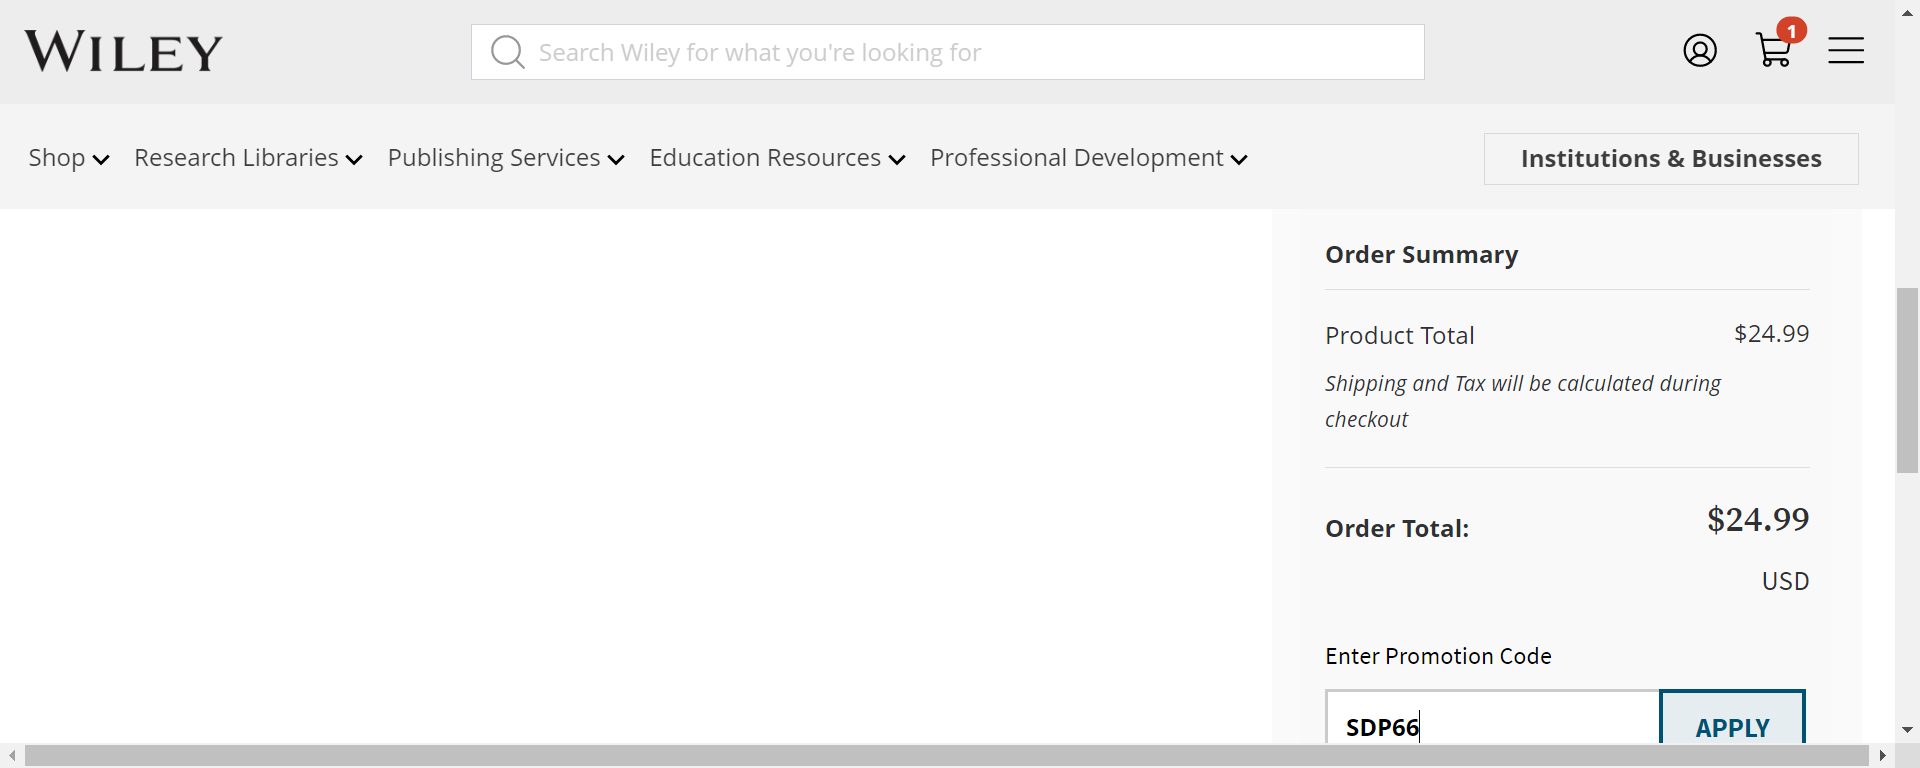 WILEY
Search Wiley for what you're looking for
1
Shop Research Libraries Publishing Services Education Resources Professional Development Institutions & Businesses
Order Summary
Product Total $24.99
Shipping and Tax will be calculated during
checkout
Order Total: $24.99
USD
Enter Promotion Code
SDP66 APPLY